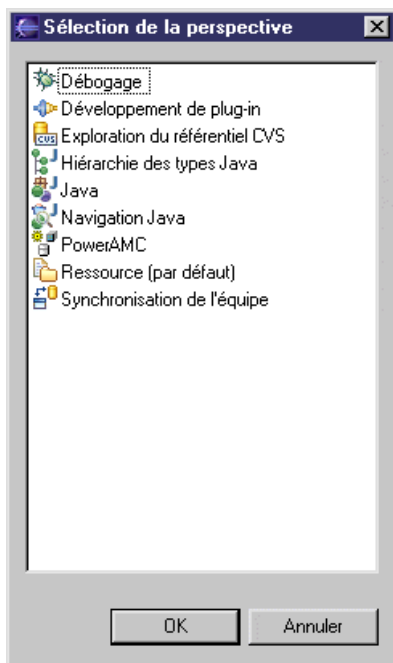 Sélection de la perspective
Débogage
Développement de plug-in
CVS Exploration du référentiel CVS
Hiérarchie des types Java
Java
Navigation Java
PowerAMC
Ressource (par défaut)
Synchronisation de l'équipe
OK Annuler